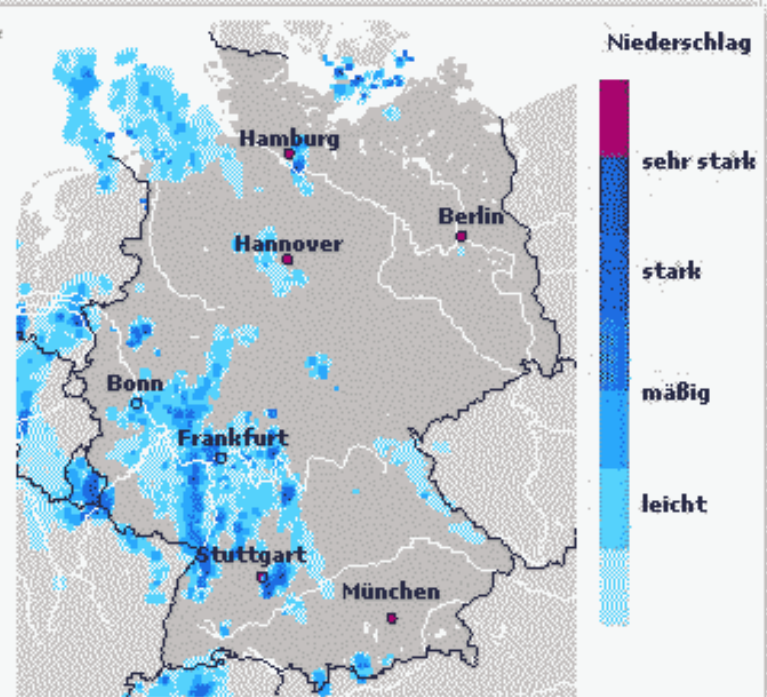 Niederschlag
Hamburg
sehr stark
Berlin
Hannover
stark
Bonn
mäßig
Frankfurt
leicht
Stuttgart
München